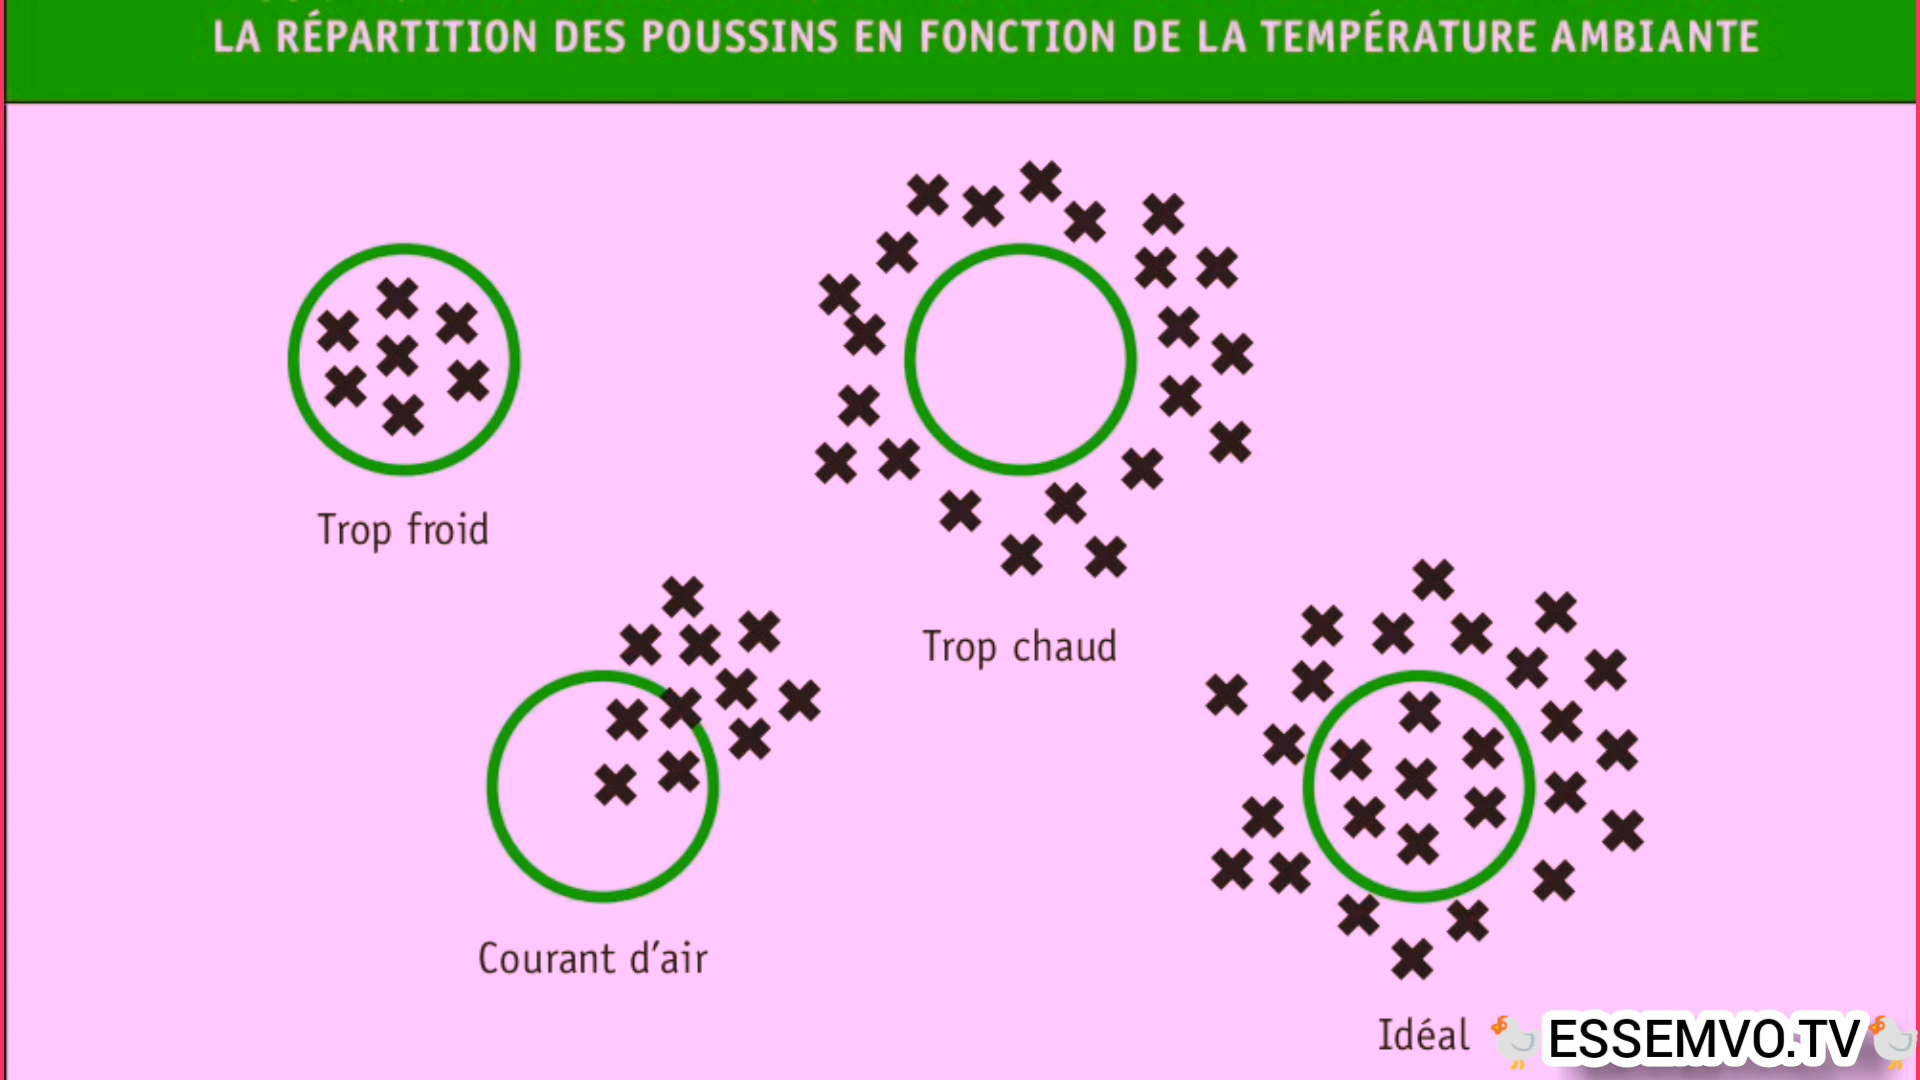 LA RÉPARTITION DES POUSSINS EN FONCTION DE LA TEMPÉRATURE AMBIANTE
Trop froid
Trop chaud
Courant d'air
Idéal
ESSEMVO.TV